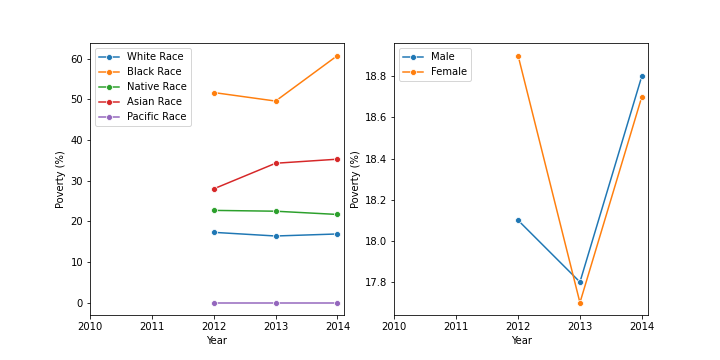 White Race
Black Race
Native Race
Asian Race
Pacific Race
60
50
40
30
20
10
0
Poverty (%)
2010 2011 2012 2013 2014
Year
Male
Female
18.8
18.6
18.4
18.2
18.0
17.8
Poverty (%)
2010 2011 2012 2013 2014
Year